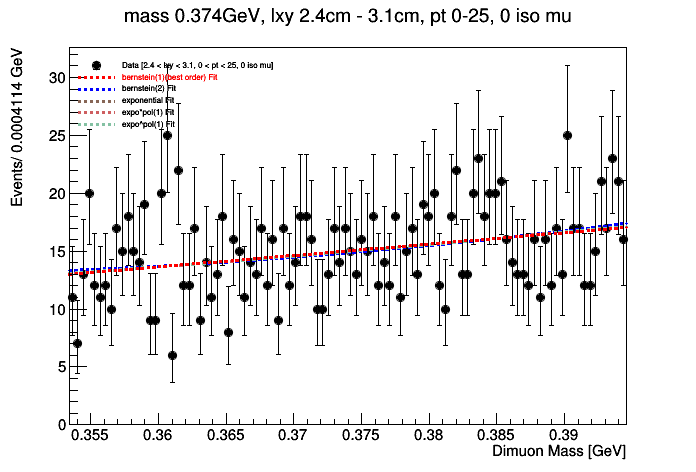 mass 0.374GeV, lxy 2.4cm - 3.1cm, pt 0-25, 0 iso mu
Events/ 0.0004114 GeV
Data [2.4 < lxy < 3.1, 0 < pt < 25, 0 iso mu]
bernstein(1)(best order) Fit
bernstein(2) Fit
exponential Fit
expo*pol(1) Fit
expo^pol(1) Fit
30
25
20
15
10
5
0
0.355 0.36 0.365 0.37 0.375 0.38 0.385 0.39
Dimuon Mass [GeV]